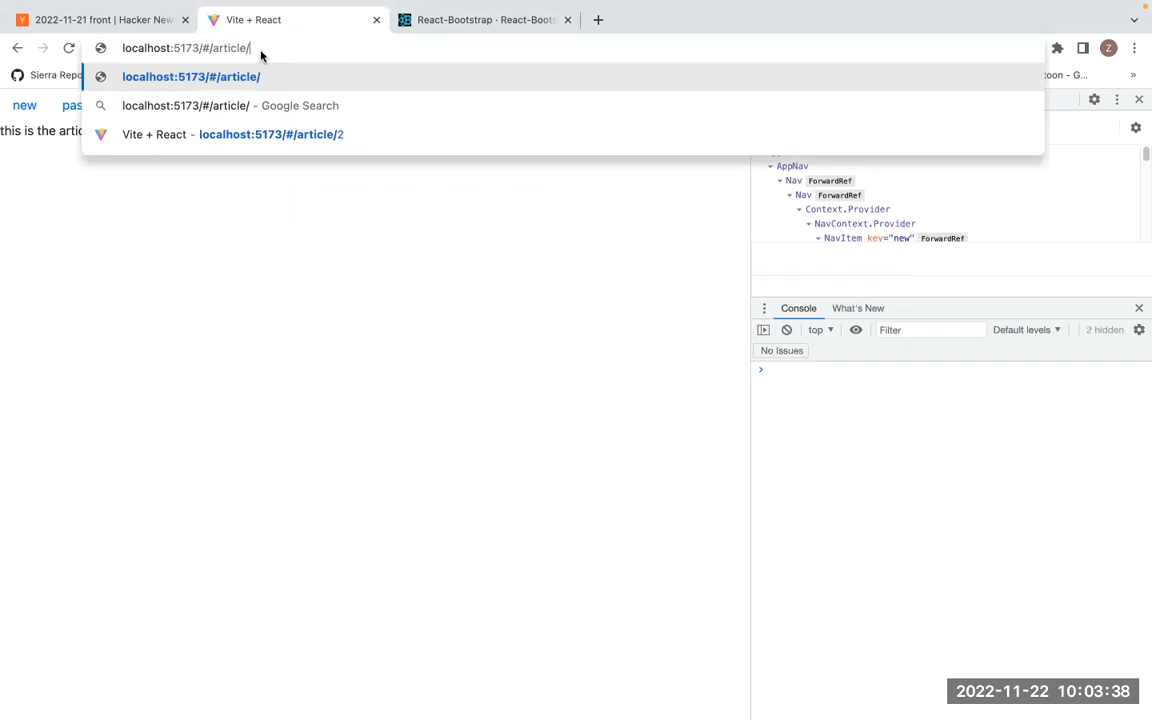 2022-11-21 front | Hacker New
Vite + React
React-Bootstrap · React-Boots
localhost:5173/#/article/
Z
Sierra Repo
toon - G...
»
localhost:5173/#/article/
localhost:5173/#/article/ - Google Search
Vite + React - localhost:5173/#/article/2
new
pas
this is the artic
AppNav
Nav ForwardRef
Nav ForwardRef
Context.Provider
NavContext.Provider
NavItem key="new" ForwardRef
Console
What's New
top
Filter
Default levels
2 hidden
No Issues
2022-11-22 10:03:38